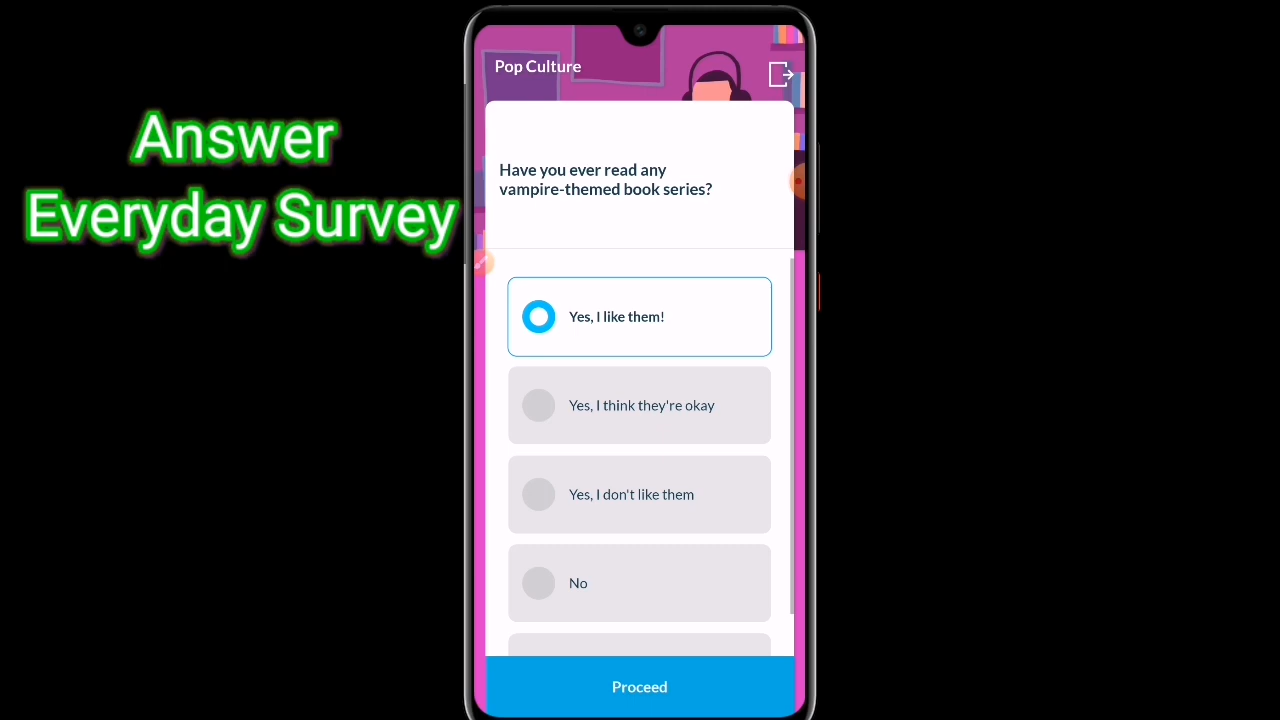 Answer
Everyday Survey
Pop Culture
Have you ever read any
vampire-themed book series?
Yes, I like them!
Yes, I think they're okay
Yes, I don't like them
No
Proceed